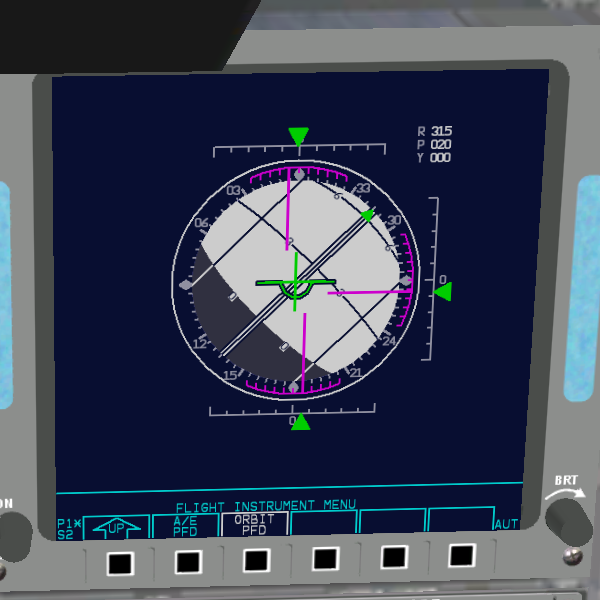 R 315
P 020
Y 000
03
33
06
30
0
12
24
15
21
0
FLIGHT INSTRUMENT MENU
P1*
S2
UP
A/E
PFD
ORBIT
PFD
AUT
ON
BRT